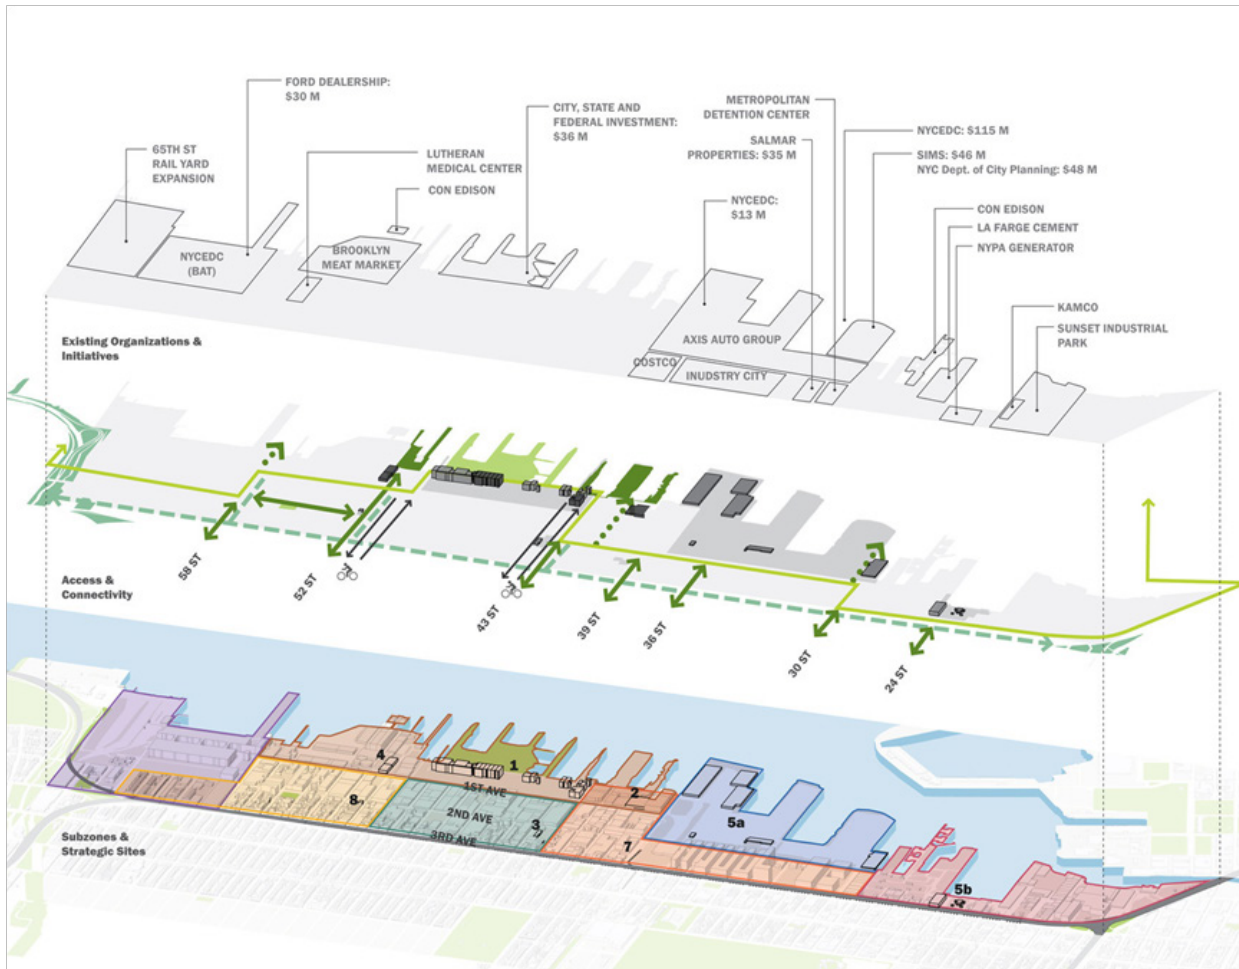 FORD DEALERSHIP:
$30 M
65TH ST
RAIL YARD
EXPANSION
LUTHERAN
MEDICAL CENTER
CON EDISON
CITY, STATE AND
FEDERAL INVESTMENT:
$36 M
METROPOLITAN
DETENTION CENTER
SALMAR
PROPERTIES: $35 M
NYCEDC:
$13 M
NYCEDC: $115 M
SIMS: $46 M
NYC Dept. of City Planning: $48 M
CON EDISON
LA FARGE CEMENT
NYPA GENERATOR
KAMCO
SUNSET INDUSTRIAL
PARK
NYCEDC
(BAT)
BROOKLYN
MEAT MARKET
AXIS AUTO GROUP
COSTCO
INUDSTRY CITY
Existing Organizations &
Initiatives
58 ST
52 ST
43 ST
39 ST
36 ST
30 ST
24 ST
Access &
Connectivity
4
1
1ST AVE
8
2ND AVE
3
3RD AVE
2
7
5a
5b
Subzones &
Strategic Sites